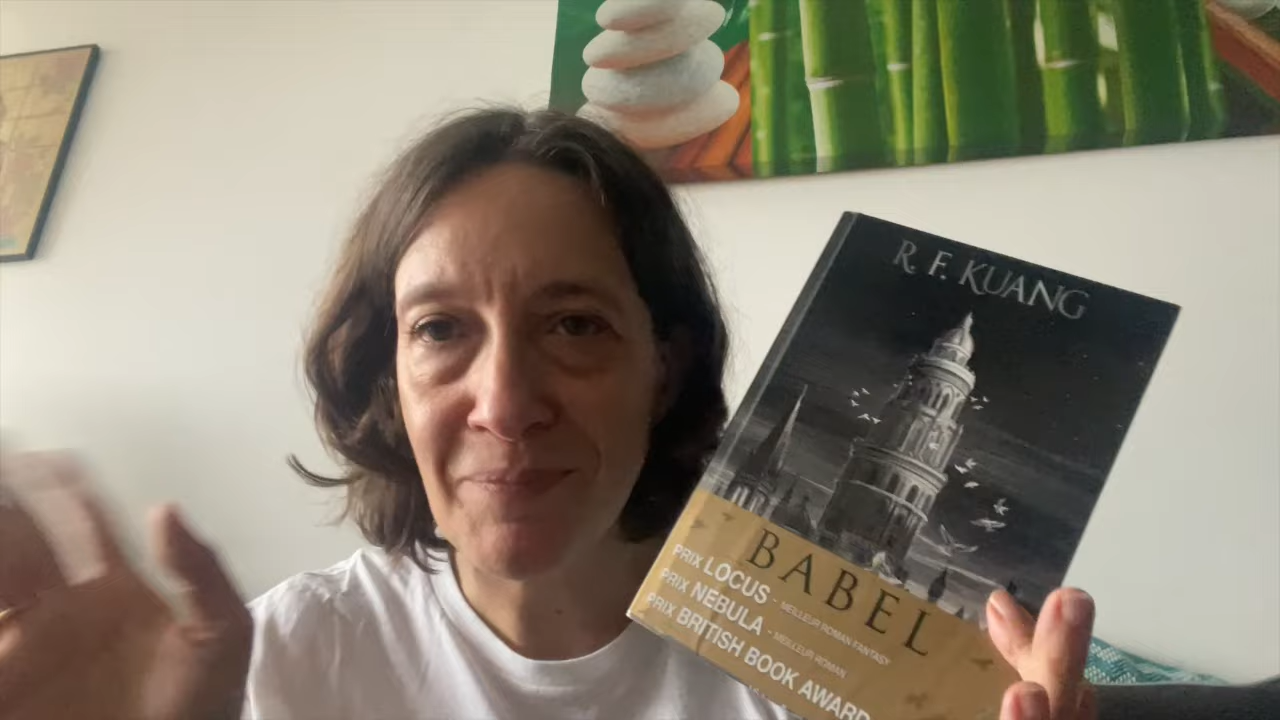 R. F. KUANG
BABEL
PRIX LOCUS - MEILLEUR ROMAN FANTASY
PRIX NEBULA - MEILLEUR ROMAN
PRIX BRITISH BOOK AWARD